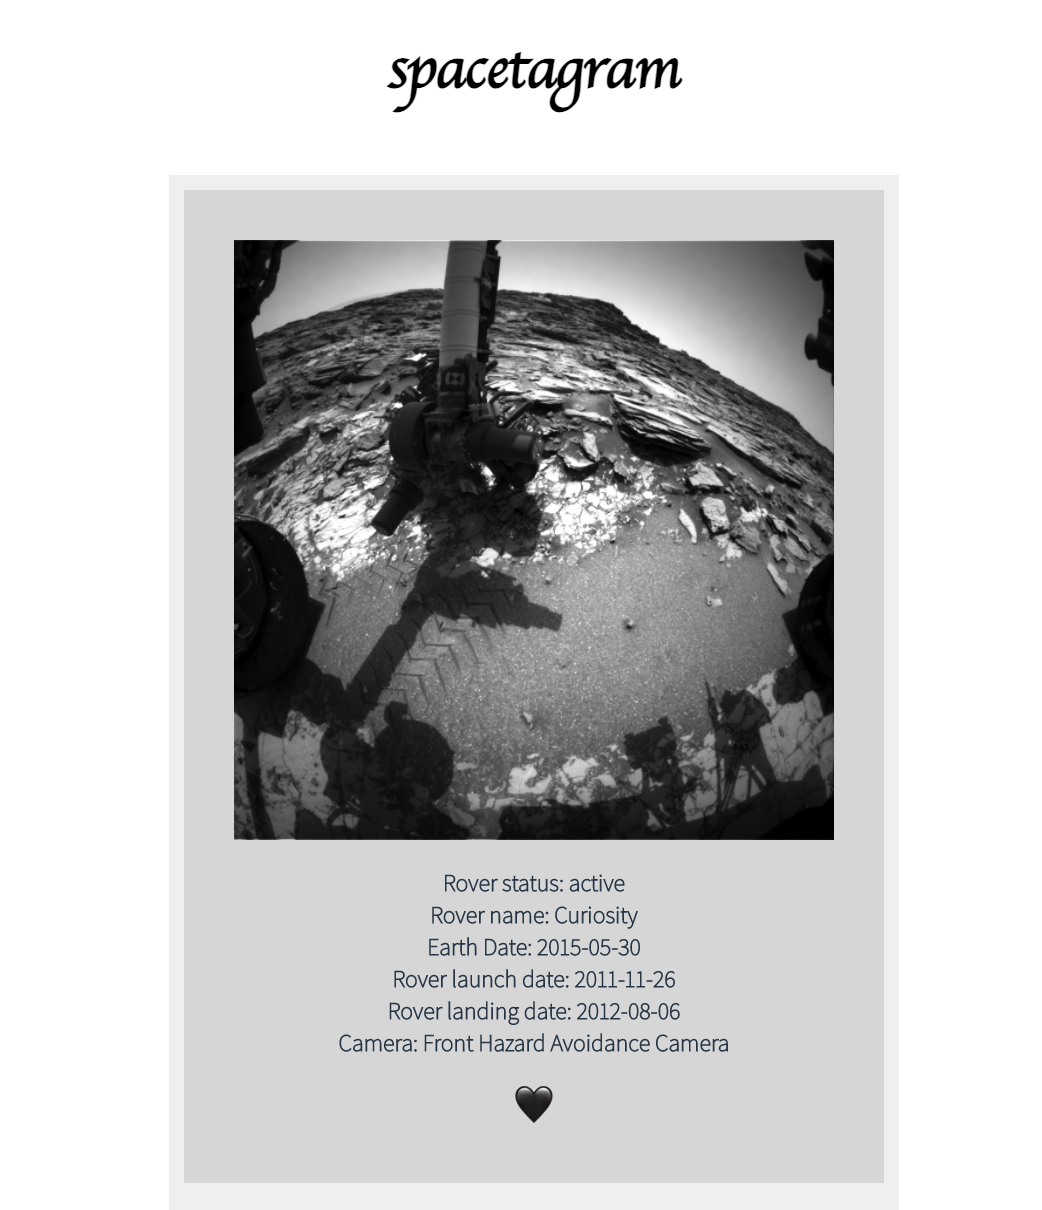 spacetagram
Rover status: active
Rover name: Curiosity
Earth Date: 2015-05-30
Rover launch date: 2011-11-26
Rover landing date: 2012-08-06
Camera: Front Hazard Avoidance Camera